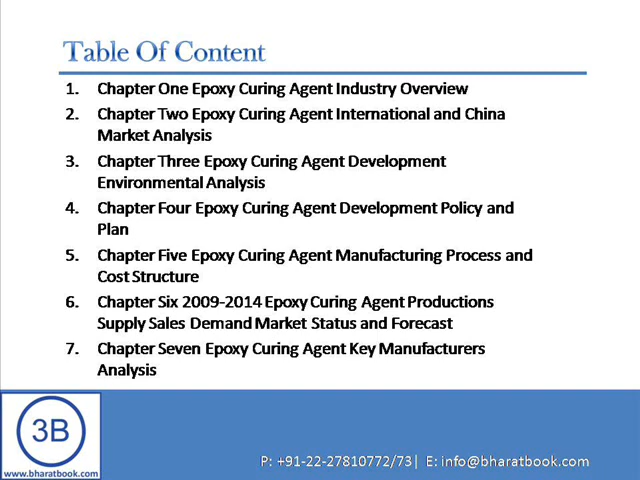 Table Of Content
1. Chapter One Epoxy Curing Agent Industry Overview
2. Chapter Two Epoxy Curing Agent International and China
Market Analysis
3. Chapter Three Epoxy Curing Agent Development
Environmental Analysis
4. Chapter Four Epoxy Curing Agent Development Policy and
Plan
5. Chapter Five Epoxy Curing Agent Manufacturing Process and
Cost Structure
6. Chapter Six 2009-2014 Epoxy Curing Agent Productions
Supply Sales Demand Market Status and Forecast
7. Chapter Seven Epoxy Curing Agent Key Manufacturers
Analysis
3B
www.bharatbook.com
P: +91-22-27810772/73| E: info@bharatbook.com